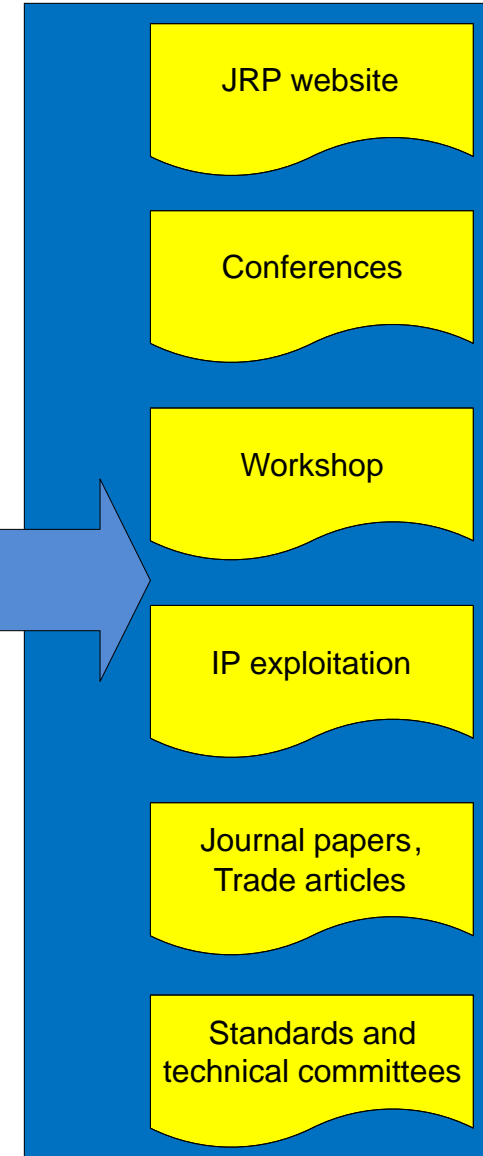 JRP website
Conferences
Workshop
IP exploitation
Journal papers,
Trade articles
Standards and
technical committees